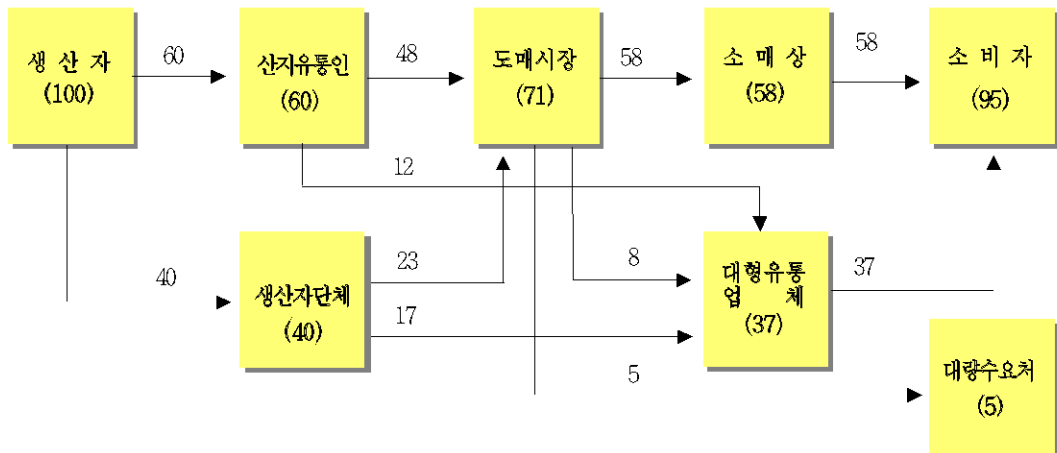 60
48
58
58
생 산 자
(100)
산지유통인
(60)
도매시장
(71)
소 매 상
(58)
소 비 자
(95)
12
40
23
17
8
5
37
생산자단체
(40)
대형유통
업 체
(37)
대량수요처
(5)